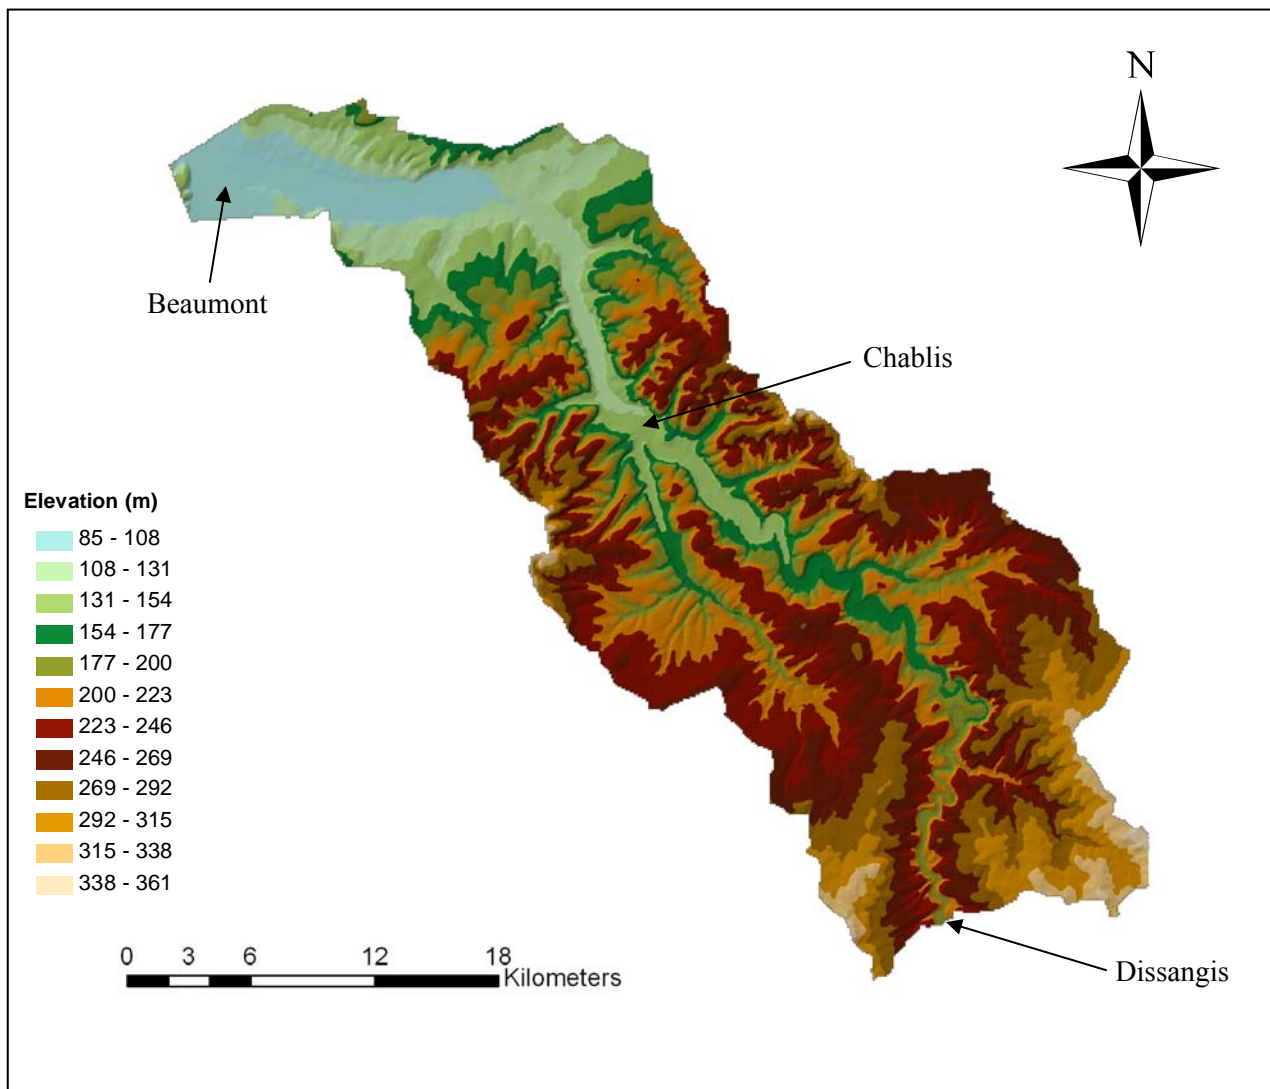 N
Beaumont
Chablis
Elevation (m)
85 - 108
108 - 131
131 - 154
154 - 177
177 - 200
200 - 223
223 - 246
246 - 269
269 - 292
292 - 315
315 - 338
338 - 361
0 3 6 12 18
Kilometers
Dissangis